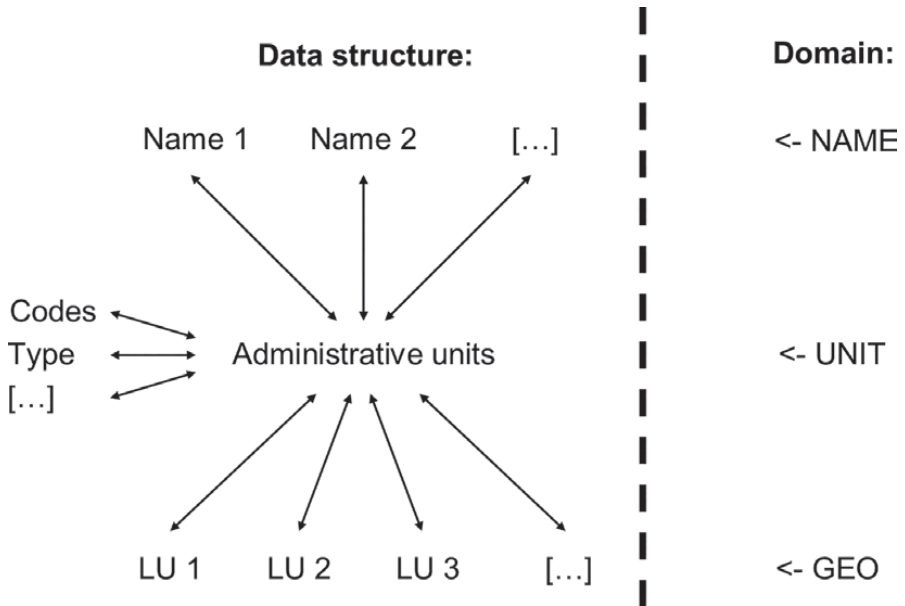 Data structure: Domain:
Name 1 Name 2 […] <- NAME
Codes
Type Administrative units <- UNIT
[…]
LU 1 LU 2 LU 3 […] <- GEO